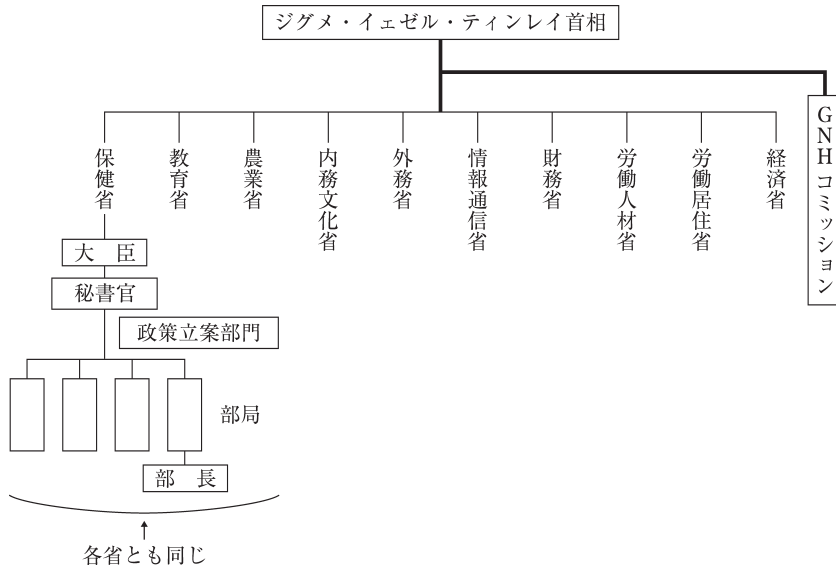 ジグメ・イェゼル・ティンレイ首相
保健省
教育省
農業省
内務文化省
外務省
情報通信省
財務省
労働人材省
労働居住省
経済省
GNHコミッション
大　臣
秘書官
政策立案部門
部局
部　長
各省とも同じ